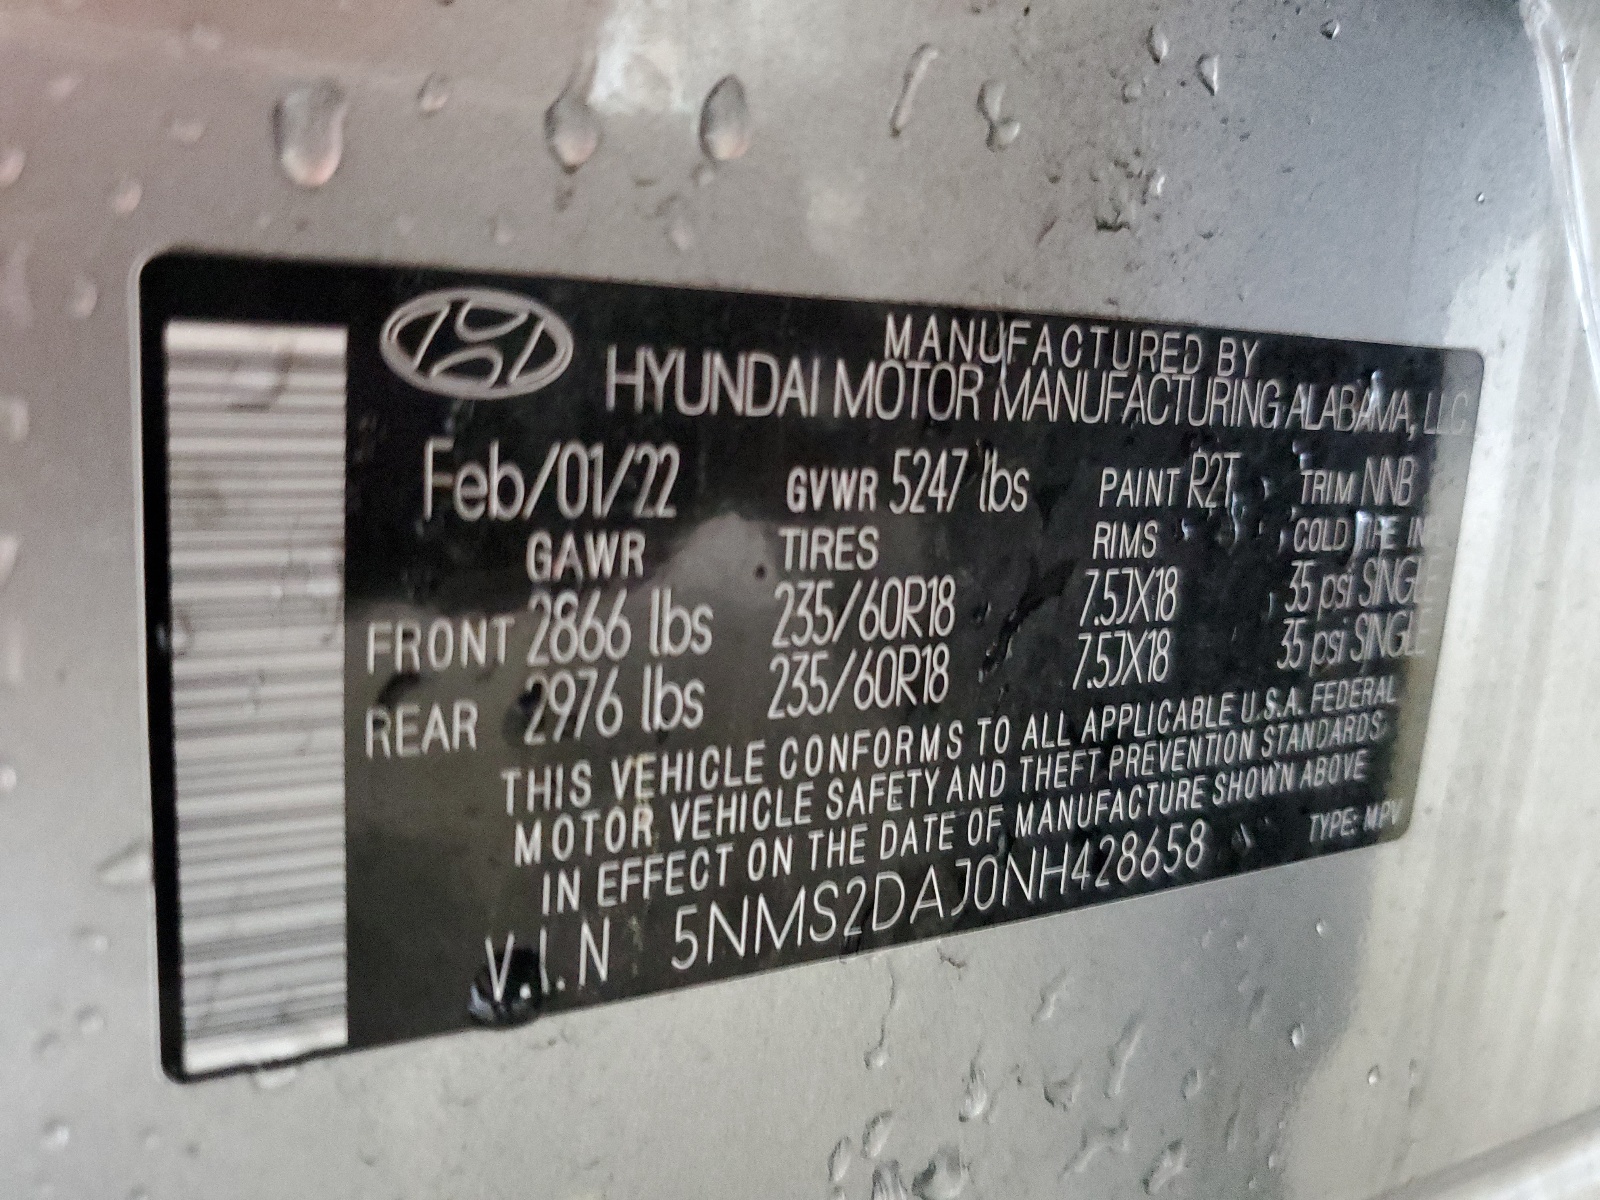 MANUFACTURED BY
HYUNDAI MOTOR MANUFACTURING ALABAMA, LLC
Feb/01/22 GVWR 5247 lbs PAINT R2T TRIM NNB
GAWR TIRES RIMS COLD
FRONT 2866 lbs 235/60R18 7.5JX18 35 psi SINGLE
REAR 2976 lbs 235/60R18 7.5JX18 35 psi SINGLE
THIS VEHICLE CONFORMS TO ALL APPLICABLE U.S.A. FEDERAL
MOTOR VEHICLE SAFETY AND THEFT PREVENTION STANDARDS
IN EFFECT ON THE DATE OF MANUFACTURE SHOWN ABOVE
V.I.N 5NMS2DAJ0NH428658 TYPE: MPV